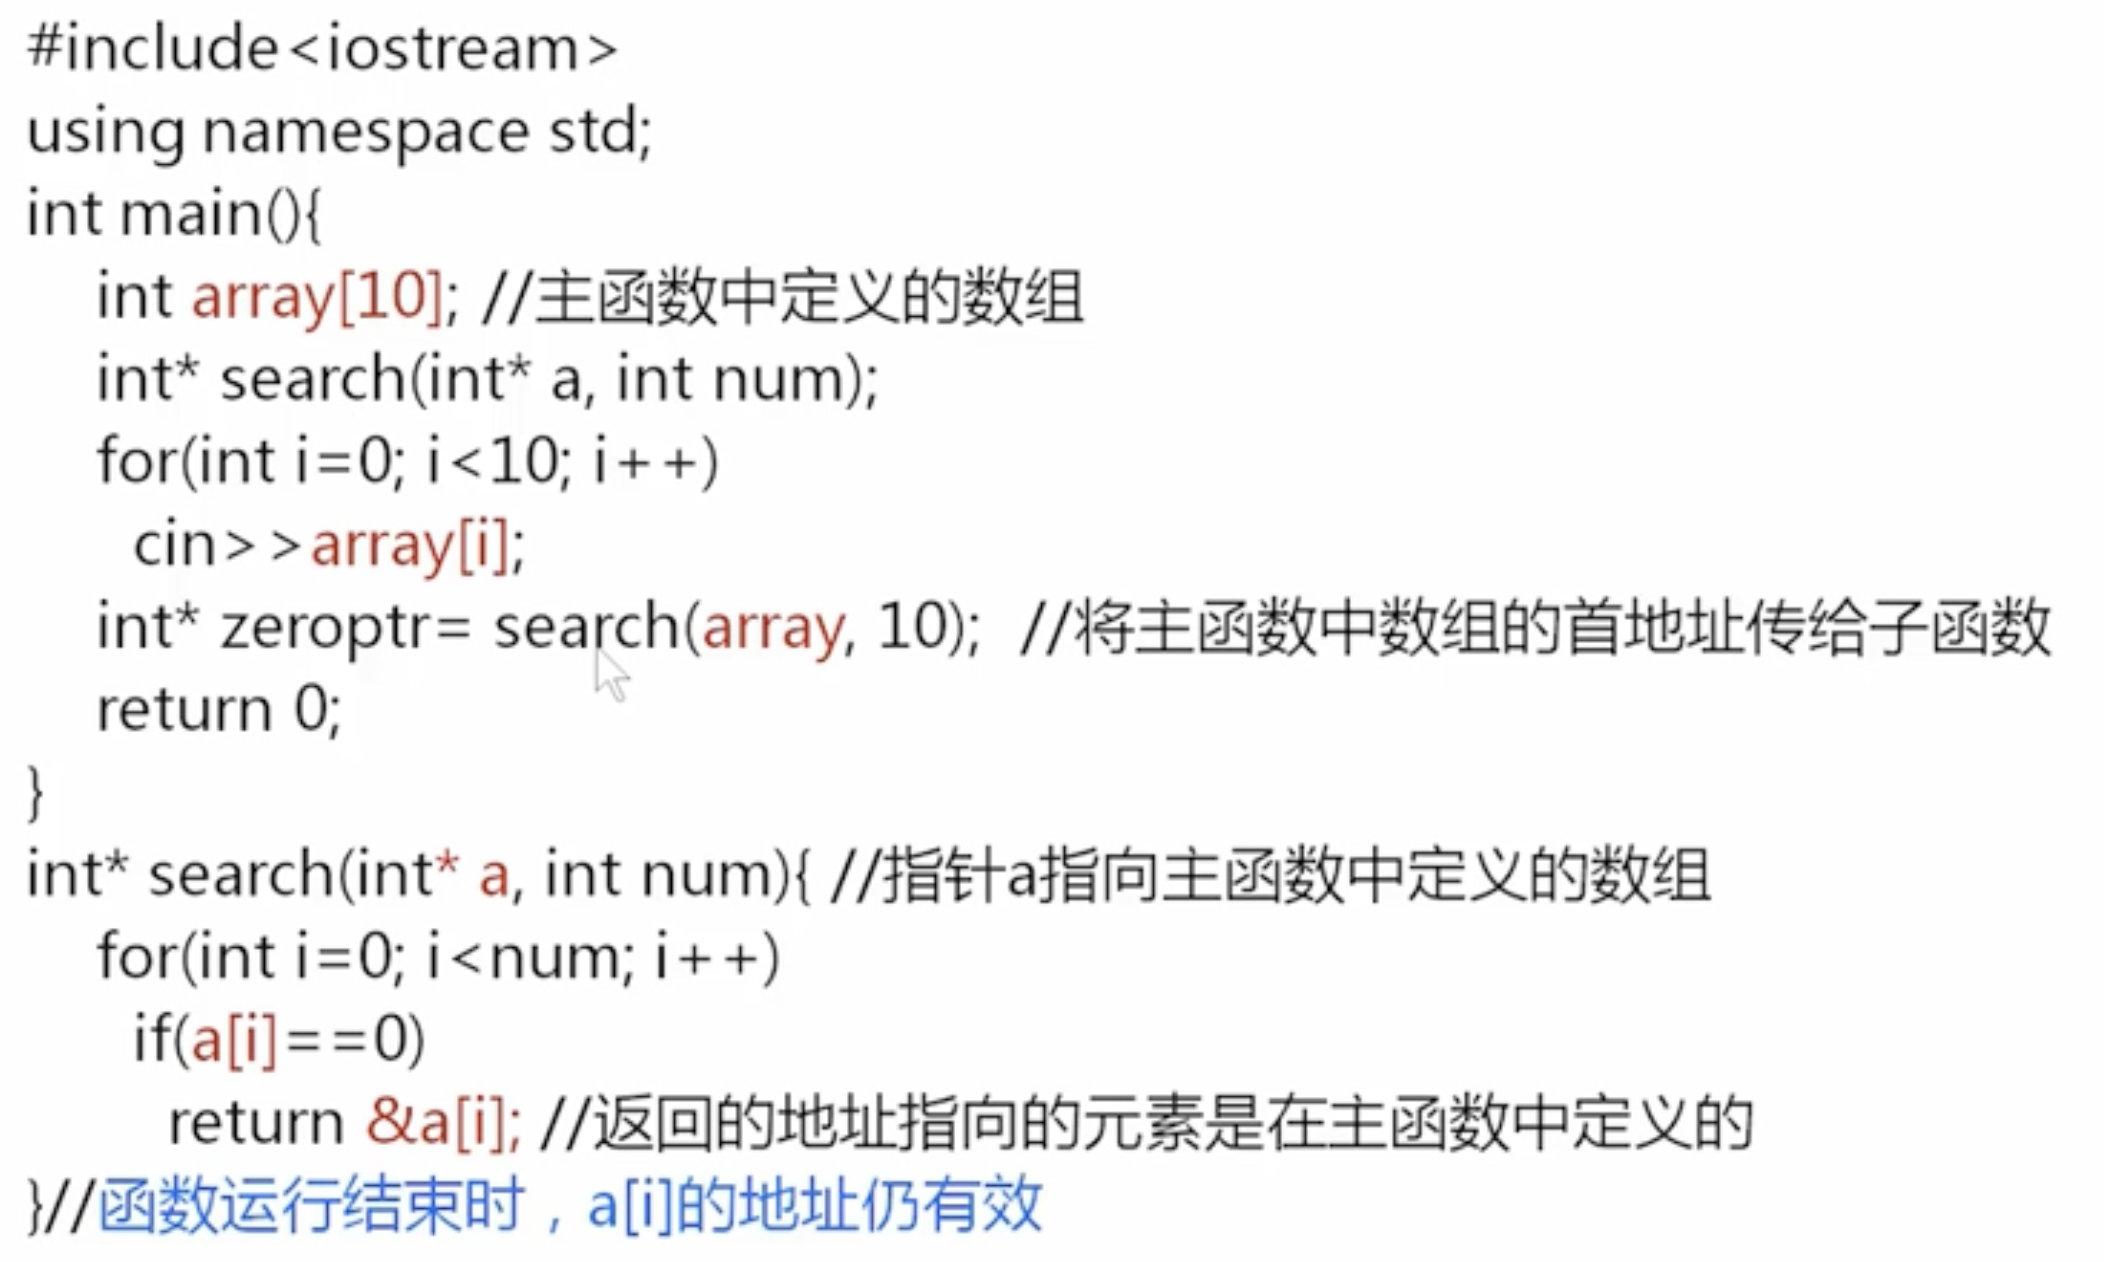 #include<iostream>
using namespace std;
int main(){
int array[10]; //主函数中定义的数组
int* search(int* a, int num);
for(int i=0; i<10; i++)
cin>>array[i];
int* zeroptr= search(array, 10); //将主函数中数组的首地址传给子函数
return 0;
}
int* search(int* a, int num){ //指针a指向主函数中定义的数组
for(int i=0; i<num; i++)
if(a[i]==0)
return &a[i]; //返回的地址指向的元素是在主函数中定义的
}//函数运行结束时，a[i]的地址仍有效